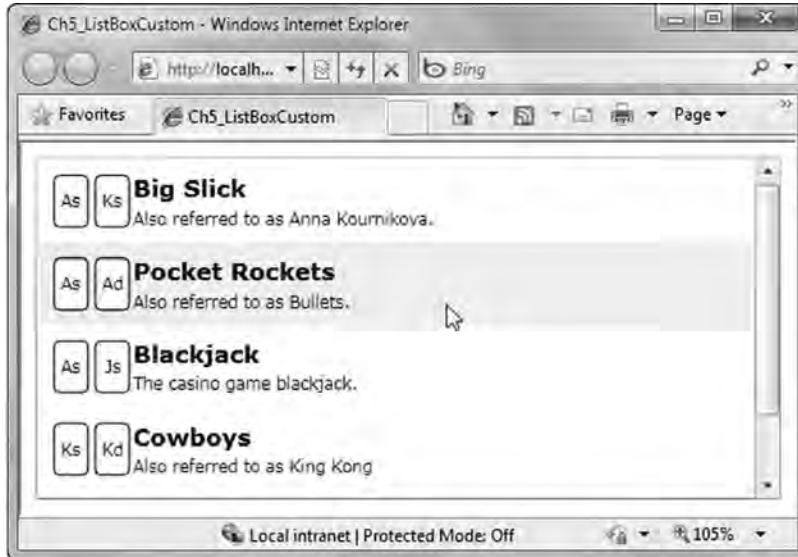 Ch5_ListBoxCustom - Windows Internet Explorer
http://localh...
Bing
Favorites
Ch5_ListBoxCustom
Page
As Ks Big Slick
Also referred to as Anna Kournikova.
As Ad Pocket Rockets
Also referred to as Bullets.
As Js Blackjack
The casino game blackjack.
Ks Kd Cowboys
Also referred to as King Kong
Local intranet | Protected Mode: Off
105%